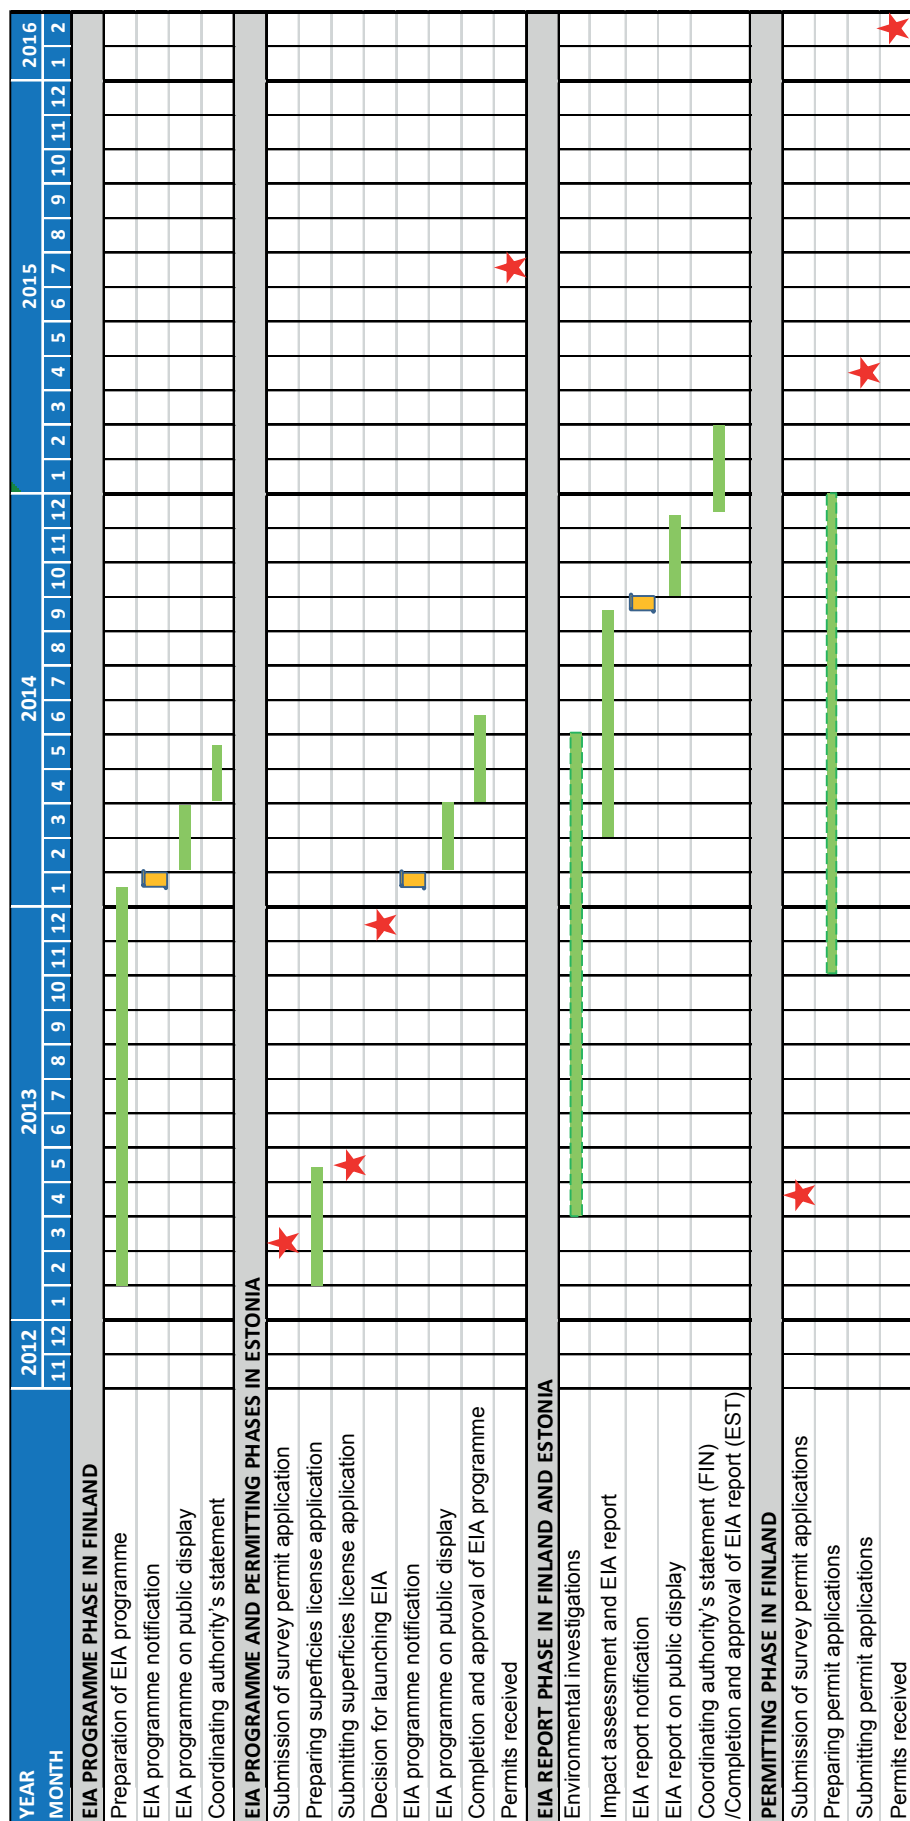 YEAR 2012 2013 2014 2015 2016
MONTH 11 12 1 2 3 4 5 6 7 8 9 10 11 12 1 2 3 4 5 6 7 8 9 10 11 12 1 2 3 4 5 6 7 8 9 10 11 12 1 2
EIA PROGRAMME PHASE IN FINLAND
Preparation of EIA programme
EIA programme notification
EIA programme on public display
Coordinating authority’s statement
EIA PROGRAMME AND PERMITTING PHASES IN ESTONIA
Submission of survey permit application
Preparing superficies license application
Submitting superficies license application
Decision for launching EIA
EIA programme notification
EIA programme on public display
Completion and approval of EIA programme
Permits received
EIA REPORT PHASE IN FINLAND AND ESTONIA
Environmental investigations
Impact assessment and EIA report
EIA report notification
EIA report on public display
Coordinating authority’s statement (FIN)
/Completion and approval of EIA report (EST)
PERMITTING PHASE IN FINLAND
Submission of survey permit applications
Preparing permit applications
Submitting permit applications
Permits received